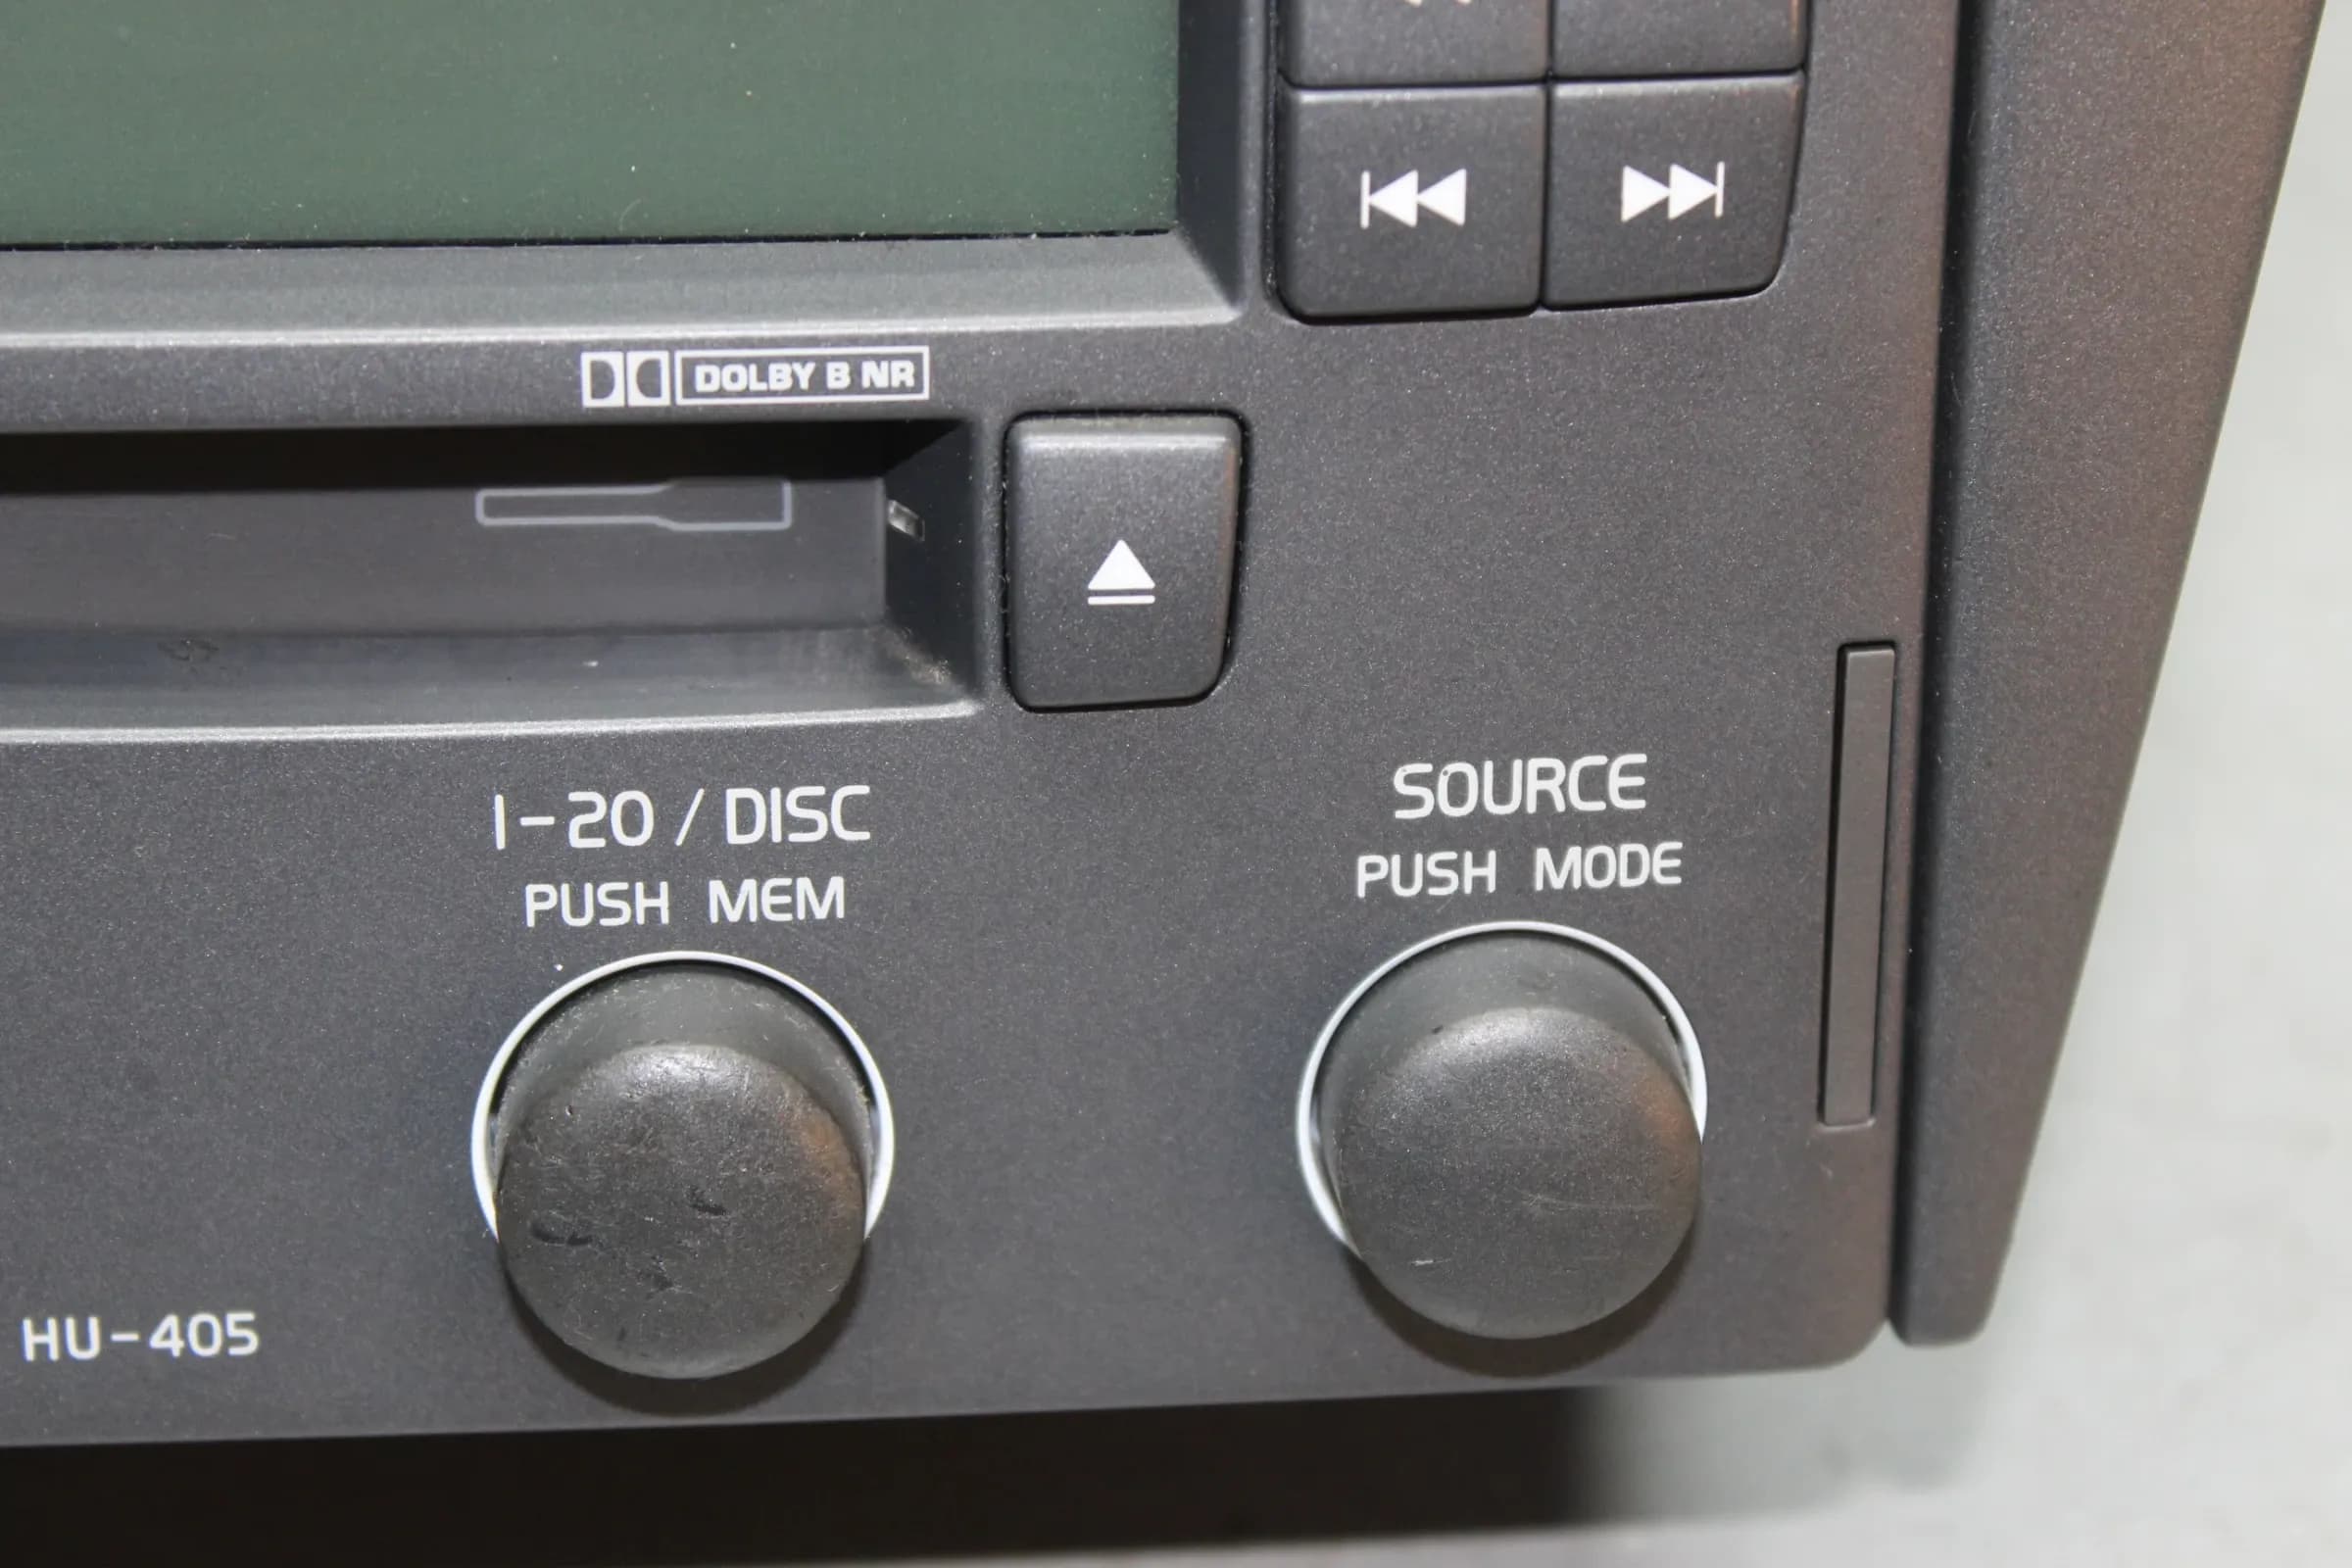 DOLBY B NR
1-20 / DISC
PUSH MEM
SOURCE
PUSH MODE
HU-405